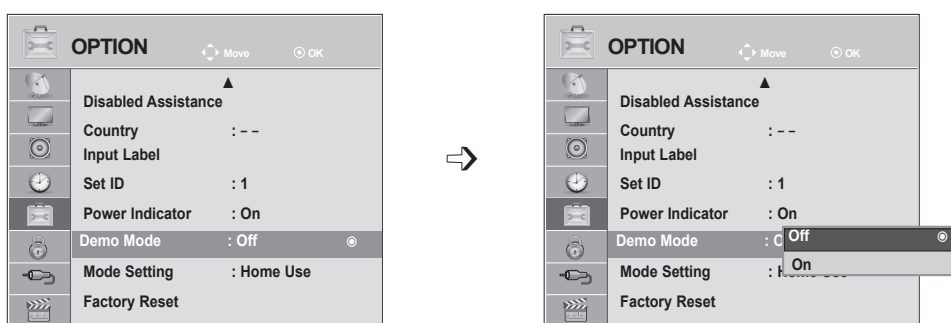 OPTION Move OK
Disabled Assistance
Country : – –
Input Label
Set ID : 1
Power Indicator : On
Demo Mode : Off
Mode Setting : Home Use
Factory Reset
OPTION Move OK
Disabled Assistance
Country : – –
Input Label
Set ID : 1
Power Indicator : On
Demo Mode : O
Off
Mode Setting : H
On
Factory Reset